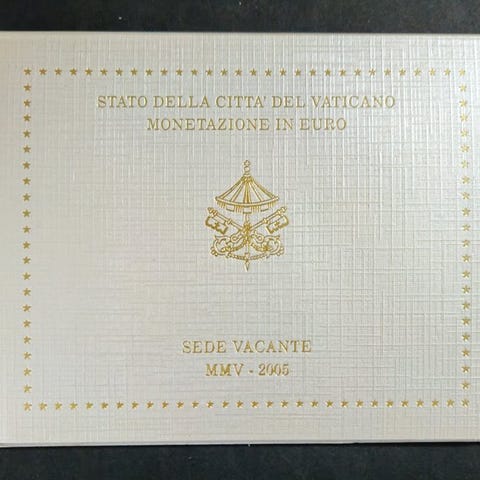 STATO DELLA CITTA' DEL VATICANO
MONETAZIONE IN EURO
SEDE VACANTE
MMV - 2005